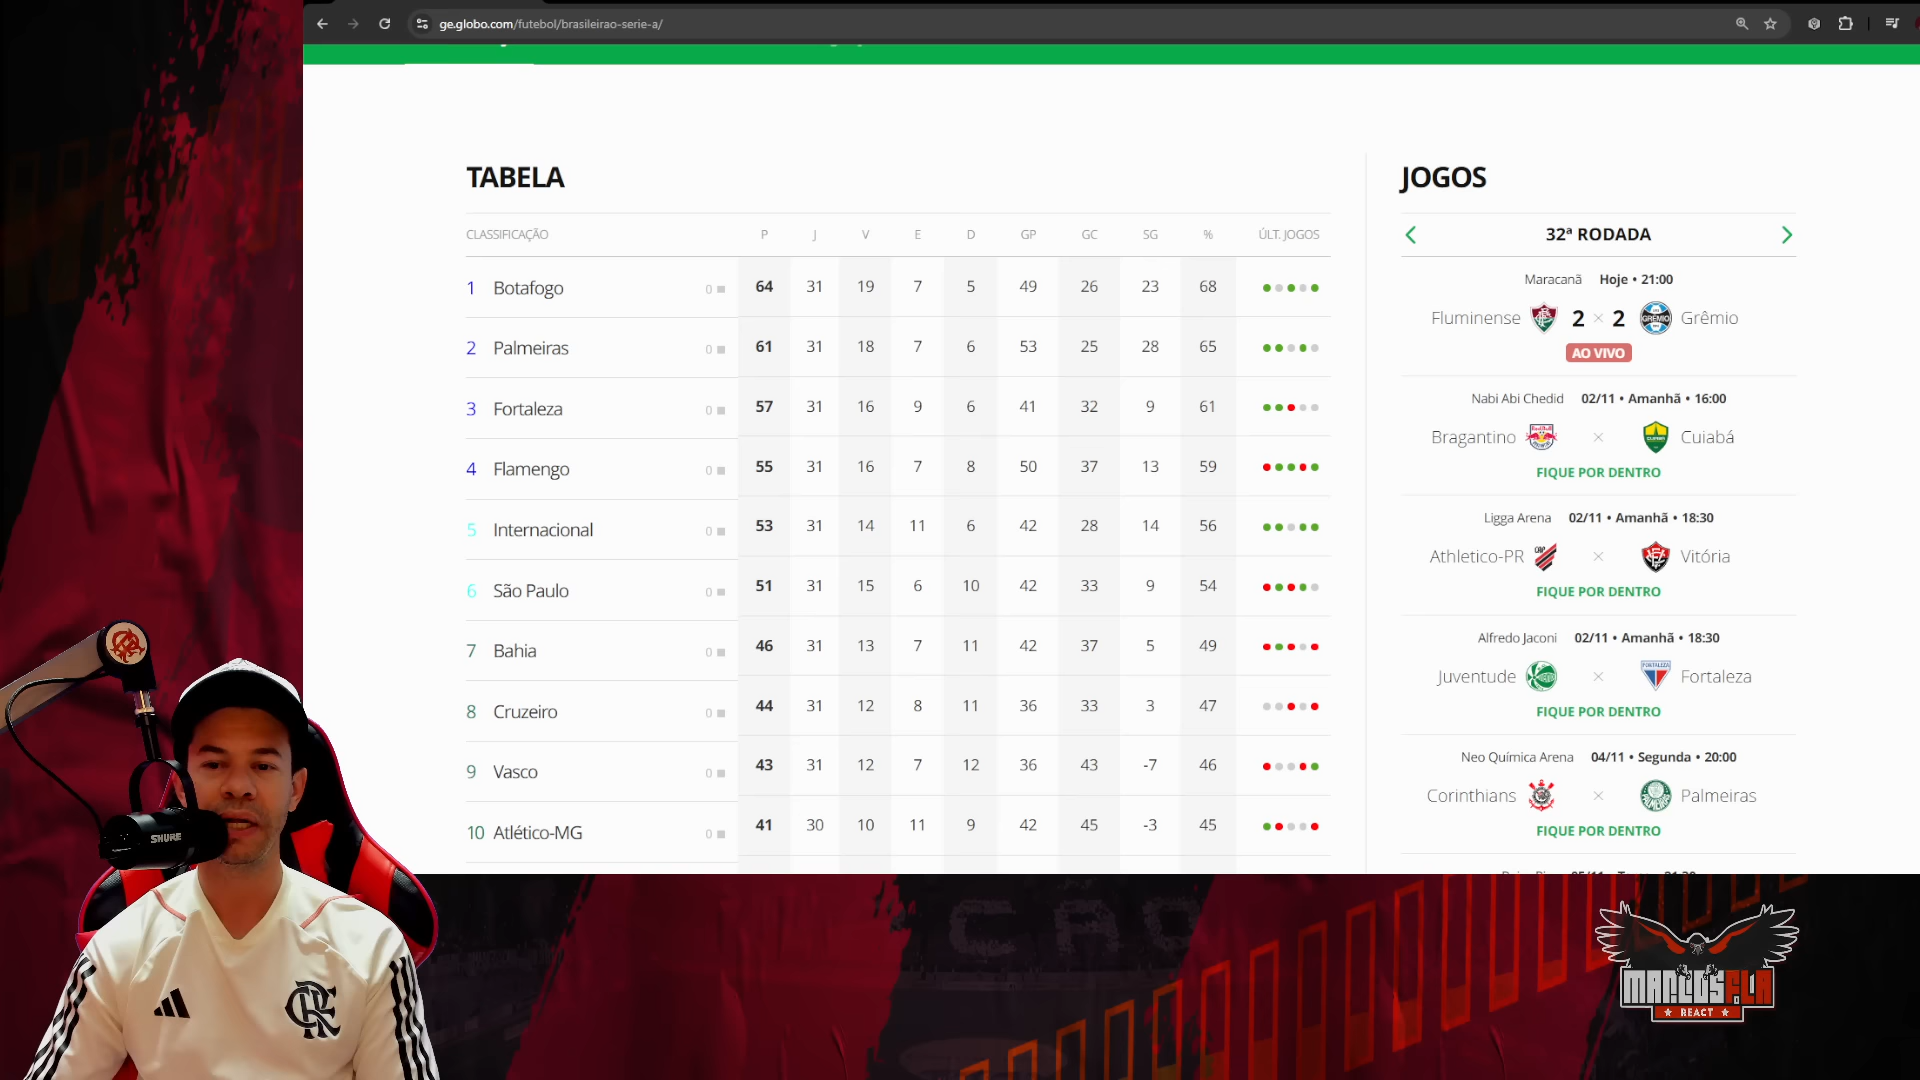 ge.globo.com/futebol/brasileirao-serie-a/
TABELA
CLASSIFICAÇÃO P J V E D GP GC SG % ÚLT. JOGOS
1 Botafogo 0 64 31 19 7 5 49 26 23 68
2 Palmeiras 0 61 31 18 7 6 53 25 28 65
3 Fortaleza 0 57 31 16 9 6 41 32 9 61
4 Flamengo 0 55 31 16 7 8 50 37 13 59
5 Internacional 0 53 31 14 11 6 42 28 14 56
6 São Paulo 0 51 31 15 6 10 42 33 9 54
7 Bahia 0 46 31 13 7 11 42 37 5 49
8 Cruzeiro 0 44 31 12 8 11 36 33 3 47
9 Vasco 0 43 31 12 7 12 36 43 -7 46
10 Atlético-MG 0 41 30 10 11 9 42 45 -3 45
JOGOS
32ª RODADA
Maracanã Hoje • 21:00
Fluminense 2 × 2 GRÊMIO Grêmio
AO VIVO
Nabi Abi Chedid 02/11 • Amanhã • 16:00
Bragantino × Cuiabá
FIQUE POR DENTRO
Ligga Arena 02/11 • Amanhã • 18:30
Athletico-PR CAP × Vitória
FIQUE POR DENTRO
Alfredo Jaconi 02/11 • Amanhã • 18:30
Juventude × FORTALEZA Fortaleza
FIQUE POR DENTRO
Neo Química Arena 04/11 • Segunda • 20:00
Corinthians × Palmeiras
FIQUE POR DENTRO
SHURE
CRF
MARCOSFLA
REACT